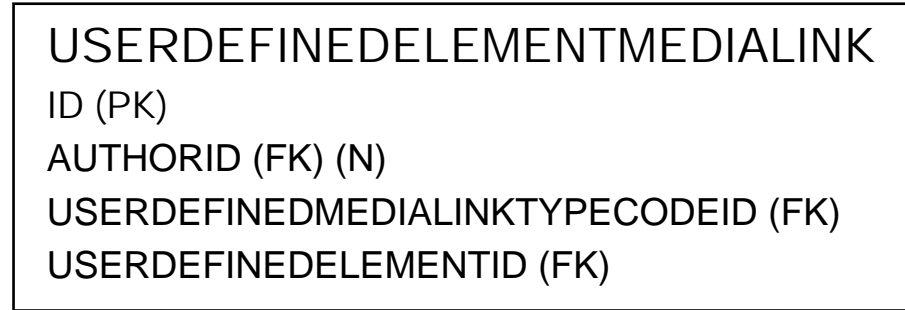 USERDEFINEDELEMENTMEDIALINK
ID (PK)
AUTHORID (FK) (N)
USERDEFINEDMEDIALINKTYPECODEID (FK)
USERDEFINEDELEMENTID (FK)